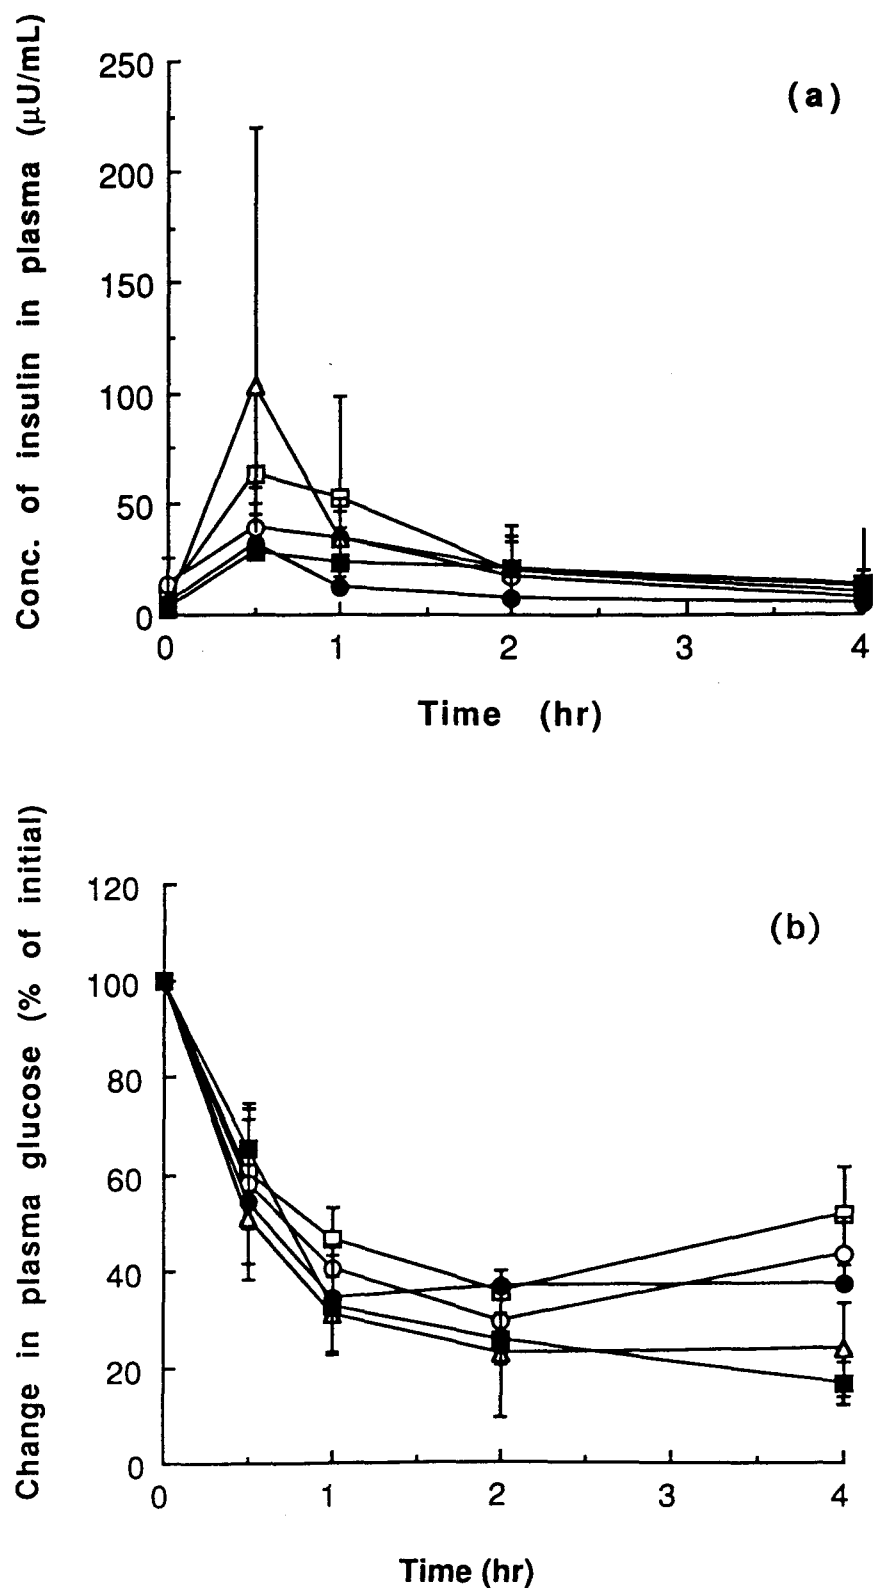 Conc. of insulin in plasma (µU/mL)
250
200
150
100
50
0
(a)
0 1 2 3 4
Time (hr)
Change in plasma glucose (% of initial)
120
100
80
60
40
20
0
(b)
0 1 2 3 4
Time (hr)